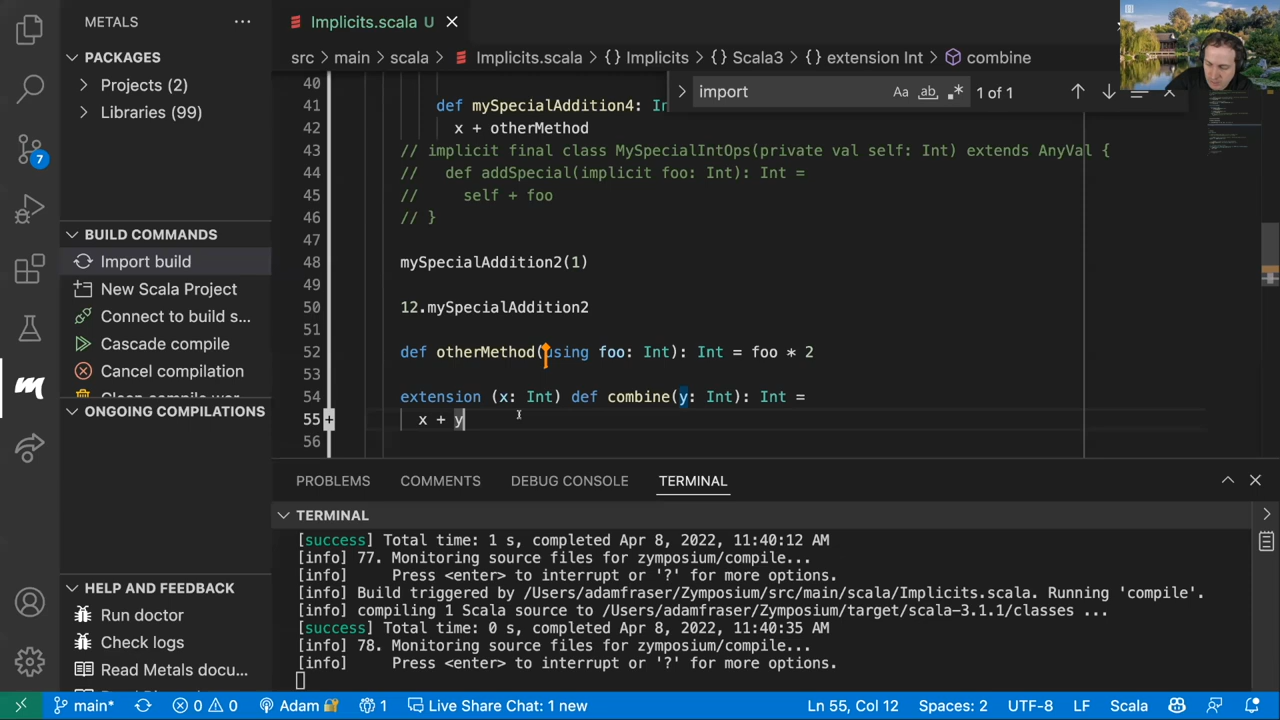 METALS
Implicits.scala U
src > main > scala > Implicits.scala > {} Implicits > {} Scala3 > {} extension Int > combine
import
Aa ab .* 1 of 1
PACKAGES
Projects (2)
Libraries (99)
7
BUILD COMMANDS
Import build
New Scala Project
Connect to build s...
Cascade compile
Cancel compilation
ONGOING COMPILATIONS
HELP AND FEEDBACK
Run doctor
Check logs
Read Metals docu...
40
41 def mySpecialAddition4: In
42 x + otherMethod
43 // implicit final class MySpecialIntOps(private val self: Int) extends AnyVal {
44 // def addSpecial(implicit foo: Int): Int =
45 // self + foo
46 // }
47
48 mySpecialAddition2(1)
49
50 12.mySpecialAddition2
51
52 def otherMethod(using foo: Int): Int = foo * 2
53
54 extension (x: Int) def combine(y: Int): Int =
55 x + y
56
PROBLEMS COMMENTS DEBUG CONSOLE TERMINAL
TERMINAL
[success] Total time: 1 s, completed Apr 8, 2022, 11:40:12 AM
[info] 77. Monitoring source files for zymposium/compile...
[info] Press <enter> to interrupt or '?' for more options.
[info] Build triggered by /Users/adamfraser/Zymposium/src/main/scala/Implicits.scala. Running 'compile'.
[info] compiling 1 Scala source to /Users/adamfraser/Zymposium/target/scala-3.1.1/classes ...
[success] Total time: 0 s, completed Apr 8, 2022, 11:40:35 AM
[info] 78. Monitoring source files for zymposium/compile...
[info] Press <enter> to interrupt or '?' for more options.
main* 0 0 Adam 1 Live Share Chat: 1 new Ln 55, Col 12 Spaces: 2 UTF-8 LF Scala